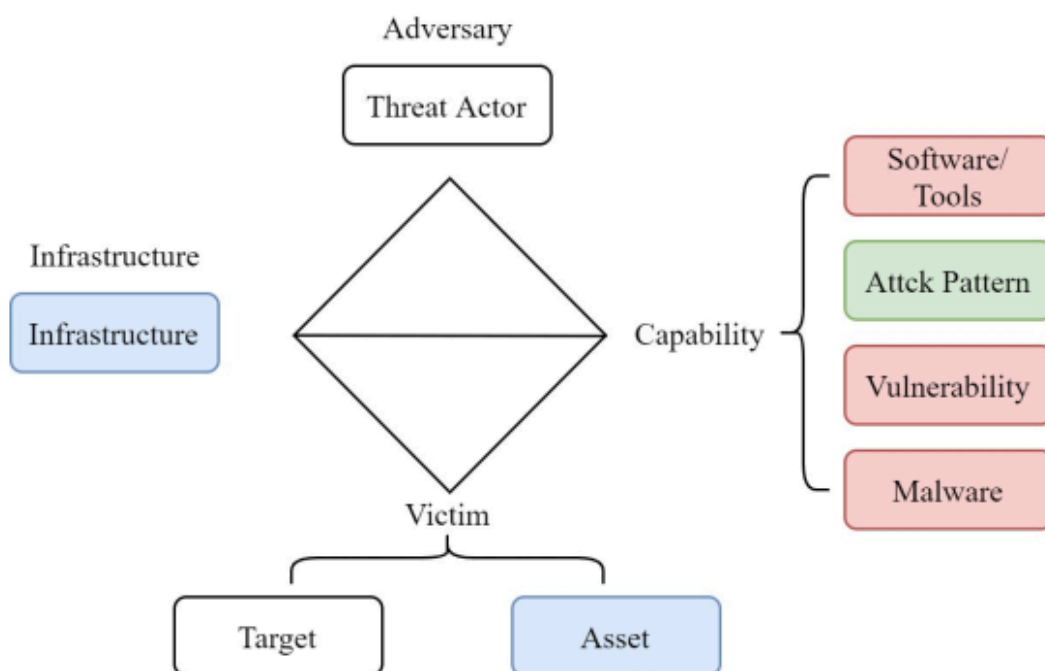 Adversary
Threat Actor
Infrastructure
Infrastructure
Capability
Software/
Tools
Attck Pattern
Vulnerability
Malware
Victim
Target
Asset